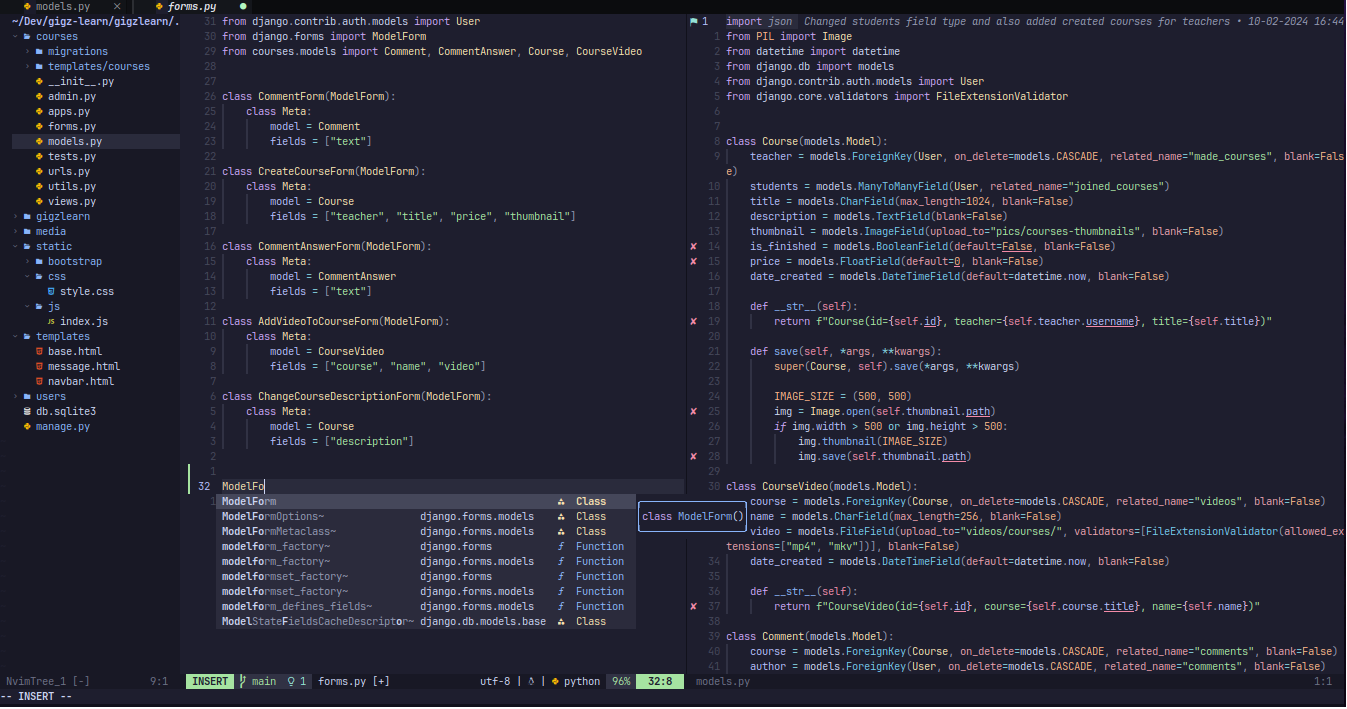 models.py × forms.py ●
~/Dev/gigz-learn/gigzlearn/.
courses
migrations
templates/courses
__init__.py
admin.py
apps.py
forms.py
models.py
tests.py
urls.py
utils.py
views.py
gigzlearn
media
static
bootstrap
css
style.css
js
index.js
templates
base.html
message.html
navbar.html
users
db.sqlite3
manage.py
NvimTree_1 [-] 9:1
31 from django.contrib.auth.models import User
30 from django.forms import ModelForm
29 from courses.models import Comment, CommentAnswer, Course, CourseVideo
28
27
26 class CommentForm(ModelForm):
25     class Meta:
24         model = Comment
23         fields = ["text"]
22
21 class CreateCourseForm(ModelForm):
20     class Meta:
19         model = Course
18         fields = ["teacher", "title", "price", "thumbnail"]
17
16 class CommentAnswerForm(ModelForm):
15     class Meta:
14         model = CommentAnswer
13         fields = ["text"]
12
11 class AddVideoToCourseForm(ModelForm):
10     class Meta:
9         model = CourseVideo
8         fields = ["course", "name", "video"]
7
6 class ChangeCourseDescriptionForm(ModelForm):
5     class Meta:
4         model = Course
3         fields = ["description"]
2
1
32 ModelFo
1
ModelForm Class
ModelFormOptions~ django.forms.models Class
ModelFormMetaclass~ django.forms.models Class
modelform_factory~ django.forms Function
modelform_factory~ django.forms.models Function
modelformset_factory~ django.forms Function
modelformset_factory~ django.forms.models Function
modelform_defines_fields~ django.forms.models Function
ModelStateFieldsCacheDescriptor~ django.db.models.base Class
class ModelForm()
INSERT main 1 forms.py [+] utf-8 | | python 96% 32:8
1 import json Changed students field type and also added created courses for teachers • 10-02-2024 16:44
1 from PIL import Image
2 from datetime import datetime
3 from django.db import models
4 from django.contrib.auth.models import User
5 from django.core.validators import FileExtensionValidator
6
7
8 class Course(models.Model):
9     teacher = models.ForeignKey(User, on_delete=models.CASCADE, related_name="made_courses", blank=Fals
e)
10     students = models.ManyToManyField(User, related_name="joined_courses")
11     title = models.CharField(max_length=1024, blank=False)
12     description = models.TextField(blank=False)
13     thumbnail = models.ImageField(upload_to="pics/courses-thumbnails", blank=False)
14     is_finished = models.BooleanField(default=False, blank=False)
15     price = models.FloatField(default=0, blank=False)
16     date_created = models.DateTimeField(default=datetime.now, blank=False)
17
18     def __str__(self):
19         return f"Course(id={self.id}, teacher={self.teacher.username}, title={self.title})"
20
21     def save(self, *args, **kwargs):
22         super(Course, self).save(*args, **kwargs)
23
24         IMAGE_SIZE = (500, 500)
25         img = Image.open(self.thumbnail.path)
26         if img.width > 500 or img.height > 500:
27             img.thumbnail(IMAGE_SIZE)
28             img.save(self.thumbnail.path)
29
30 class CourseVideo(models.Model):
course = models.ForeignKey(Course, on_delete=models.CASCADE, related_name="videos", blank=False)
name = models.CharField(max_length=256, blank=False)
video = models.FileField(upload_to="videos/courses/", validators=[FileExtensionValidator(allowed_ex
tensions=["mp4", "mkv"])], blank=False)
34     date_created = models.DateTimeField(default=datetime.now, blank=False)
35
36     def __str__(self):
37         return f"CourseVideo(id={self.id}, course={self.course.title}, name={self.name})"
38
39 class Comment(models.Model):
40     course = models.ForeignKey(Course, on_delete=models.CASCADE, related_name="comments", blank=False)
41     author = models.ForeignKey(User, on_delete=models.CASCADE, related_name="comments", blank=False)
models.py 1:1
-- INSERT --